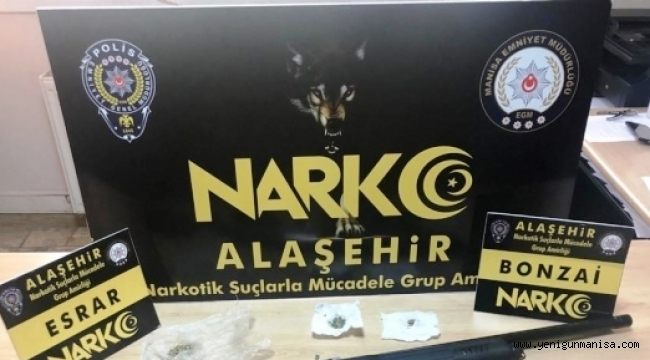 POLİS
MANİSA EMNİYET MÜDÜRLÜĞÜ
EGM
NARKO
ALAŞEHİR
Narkotik Suçlarla Mücadele Grup Am
ALAŞEHİR
Narkotik Suçlarla Mücadele
Grup Amirliği
ESRAR
NARKO
ALAŞEHİR
Narkotik Suçlarla Mücadele
Grup Amirliği
BONZAİ
NARKO
www.yenigunmanisa.com